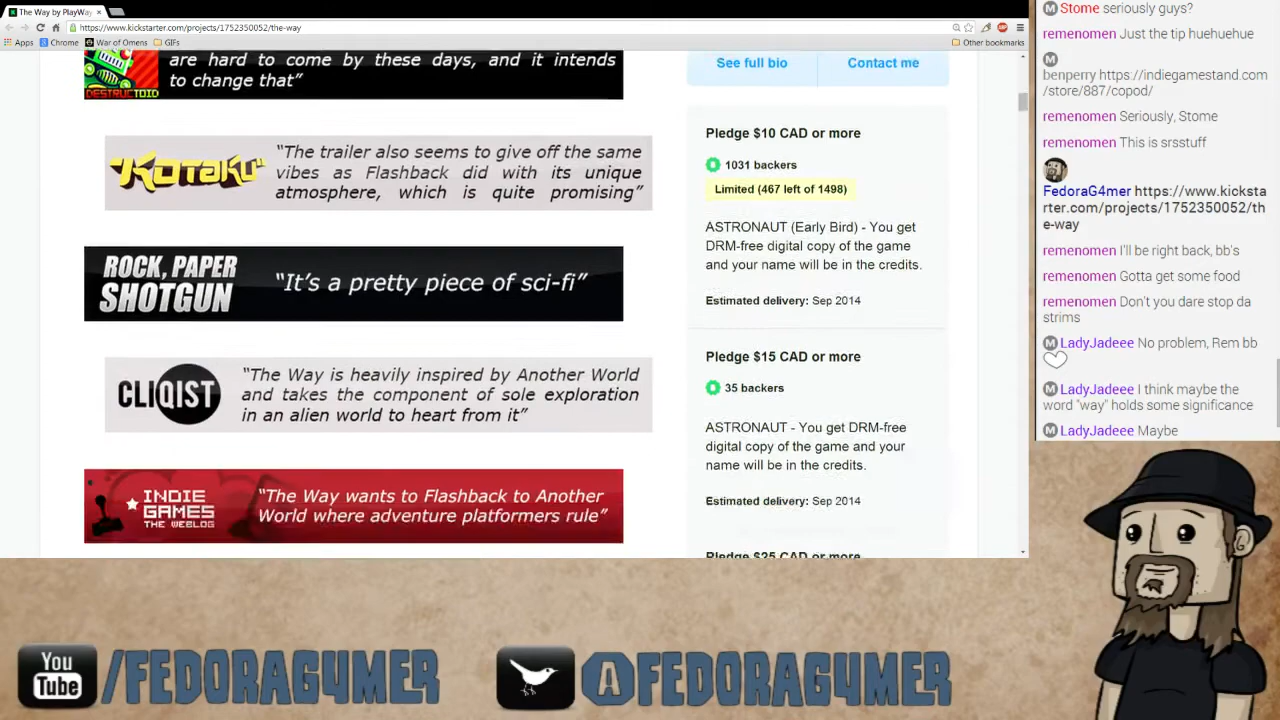 The Way by PlayWay
https://www.kickstarter.com/projects/1752350052/the-way
Apps Chrome War of Omens GIFs Other bookmarks
are hard to come by these days, and it intends
to change that”
DESTRUCTOID
KOTAKU
“The trailer also seems to give off the same
vibes as Flashback did with its unique
atmosphere, which is quite promising”
ROCK, PAPER
SHOTGUN
“It’s a pretty piece of sci-fi”
CLIQIST
“The Way is heavily inspired by Another World
and takes the component of sole exploration
in an alien world to heart from it”
INDIE
GAMES
THE WEBLOG
“The Way wants to Flashback to Another
World where adventure platformers rule”
See full bio Contact me
Pledge $10 CAD or more
1031 backers
Limited (467 left of 1498)
ASTRONAUT (Early Bird) - You get
DRM-free digital copy of the game
and your name will be in the credits.
Estimated delivery: Sep 2014
Pledge $15 CAD or more
35 backers
ASTRONAUT - You get DRM-free
digital copy of the game and your
name will be in the credits.
Estimated delivery: Sep 2014
Pledge $25 CAD or more
Stome seriously guys?
remenomen Just the tip huehuehue
M
benperry https://indiegamestand.com
/store/887/copod/
remenomen Seriously, Stome
remenomen This is srsstuff
FedoraG4mer https://www.kicksta
rter.com/projects/1752350052/th
e-way
remenomen I'll be right back, bb's
remenomen Gotta get some food
remenomen Don't you dare stop da
strims
M LadyJadeee No problem, Rem bb
M LadyJadeee I think maybe the
word "way" holds some significance
M LadyJadeee Maybe
You
Tube
/FEDORAG4MER
@FEDORAG4MER